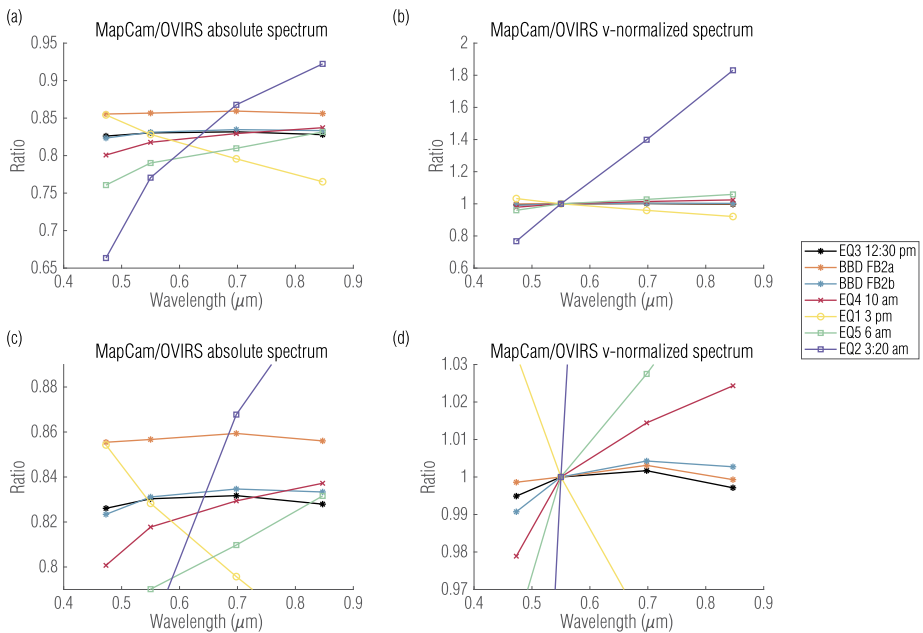 (a)
MapCam/OVIRS absolute spectrum
0.95
0.9
0.85
0.8
0.75
0.7
0.65
Ratio
0.4 0.5 0.6 0.7 0.8 0.9
Wavelength (μm)
(b)
MapCam/OVIRS v-normalized spectrum
2
1.8
1.6
1.4
1.2
1
0.8
0.6
Ratio
0.4 0.5 0.6 0.7 0.8 0.9
Wavelength (μm)
EQ3 12:30 pm
BBD FB2a
BBD FB2b
EQ4 10 am
EQ1 3 pm
EQ5 6 am
EQ2 3:20 am
(c)
MapCam/OVIRS absolute spectrum
0.88
0.86
0.84
0.82
0.8
Ratio
0.4 0.5 0.6 0.7 0.8 0.9
Wavelength (μm)
(d)
MapCam/OVIRS v-normalized spectrum
1.03
1.02
1.01
1
0.99
0.98
0.97
Ratio
0.4 0.5 0.6 0.7 0.8 0.9
Wavelength (μm)